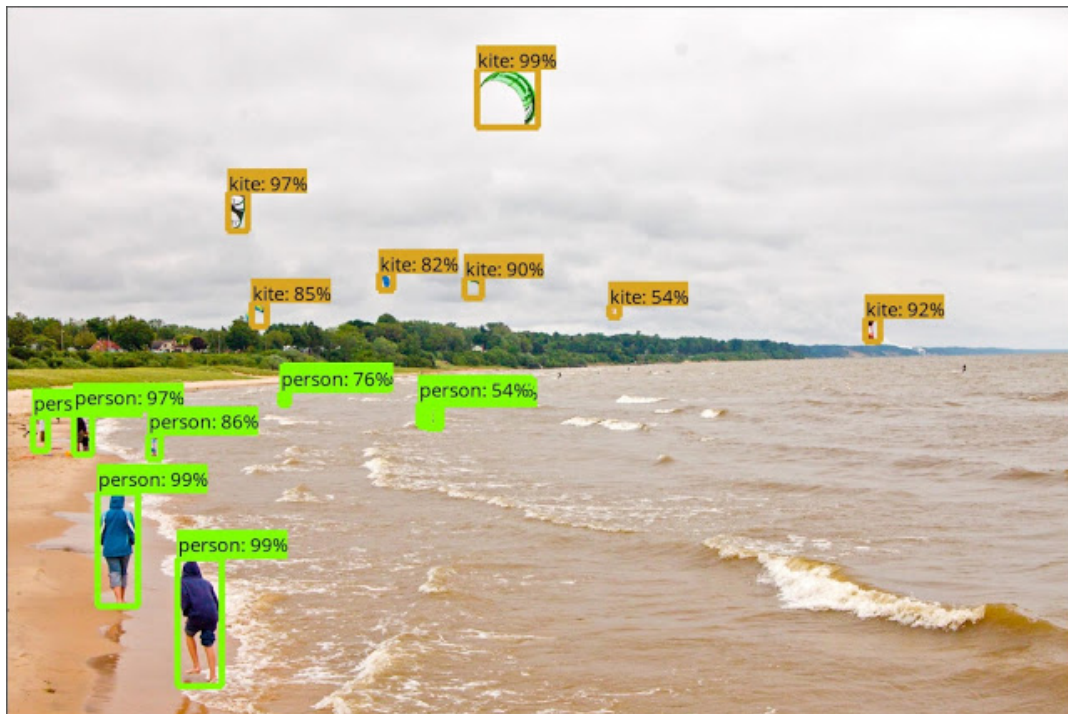 kite: 99%
kite: 97%
kite: 82%
kite: 90%
kite: 85%
kite: 54%
kite: 92%
person: 76%
person: 54%
pers
person: 97%
person: 86%
person: 99%
person: 99%